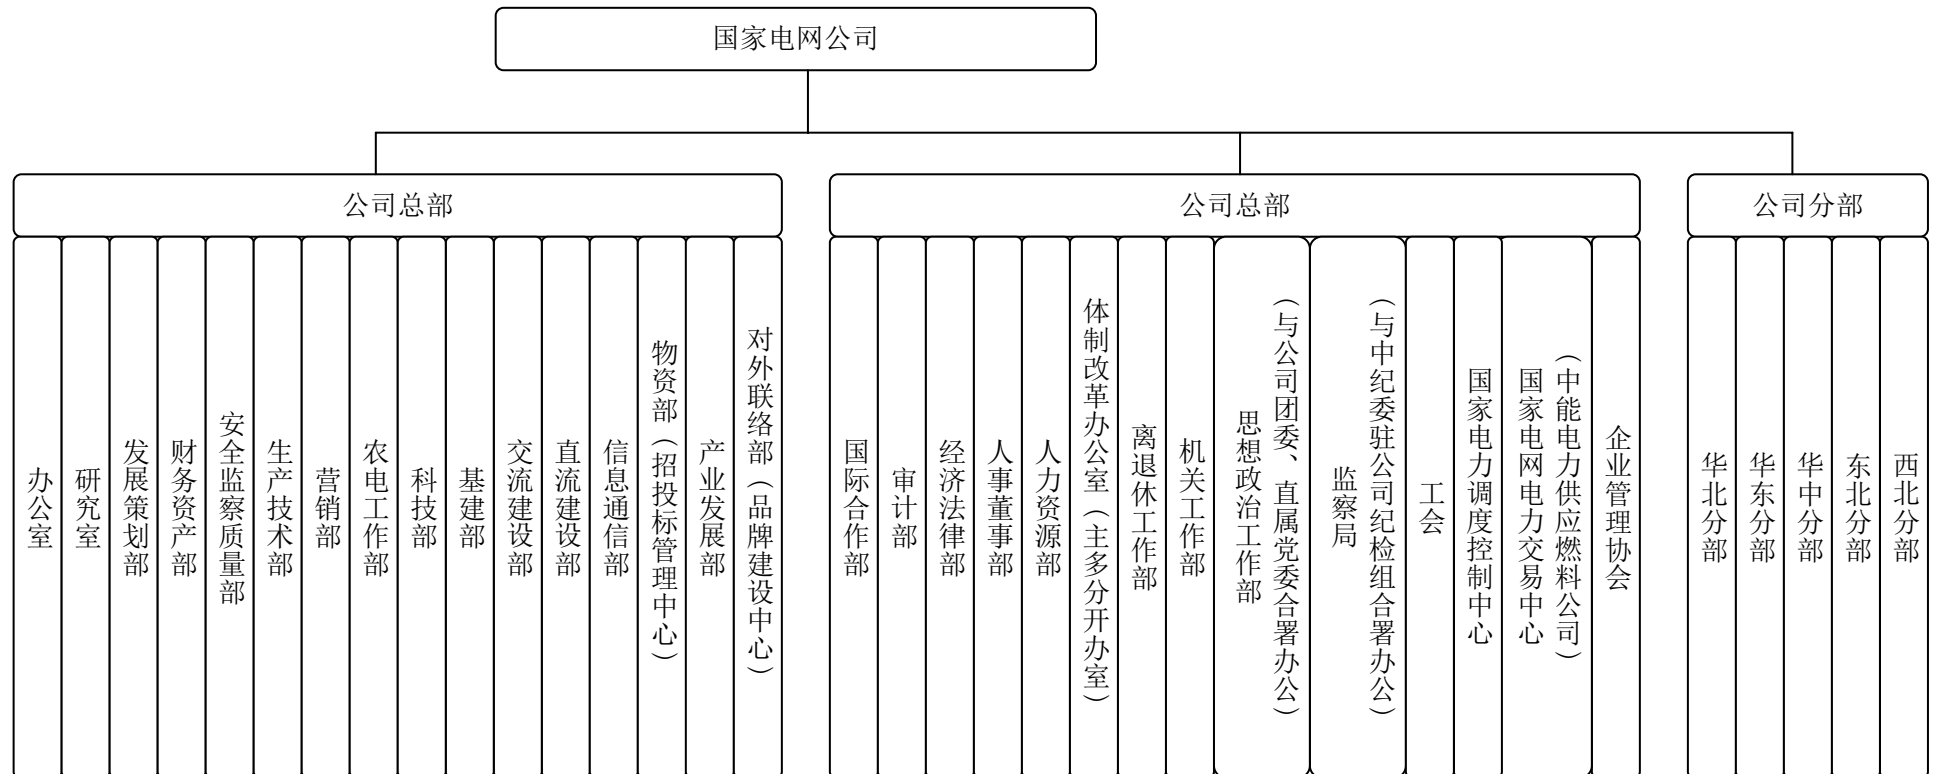 国家电网公司
公司总部
办公室
研究室
发展策划部
财务资产部
安全监察质量部
生产技术部
营销部
农电工作部
科技部
基建部
交流建设部
直流建设部
信息通信部
物资部（招投标管理中心）
产业发展部
对外联络部（品牌建设中心）
公司总部
国际合作部
审计部
经济法律部
人事董事部
人力资源部
体制改革办公室（主多分开办室）
离退休工作部
机关工作部
思想政治工作部
（与公司团委、直属党委合署办公）
监察局
（与中纪委驻公司纪检组合署办公）
工会
国家电力调度控制中心
国家电网电力交易中心
（中能电力供应燃料公司）
企业管理协会
公司分部
华北分部
华东分部
华中分部
东北分部
西北分部